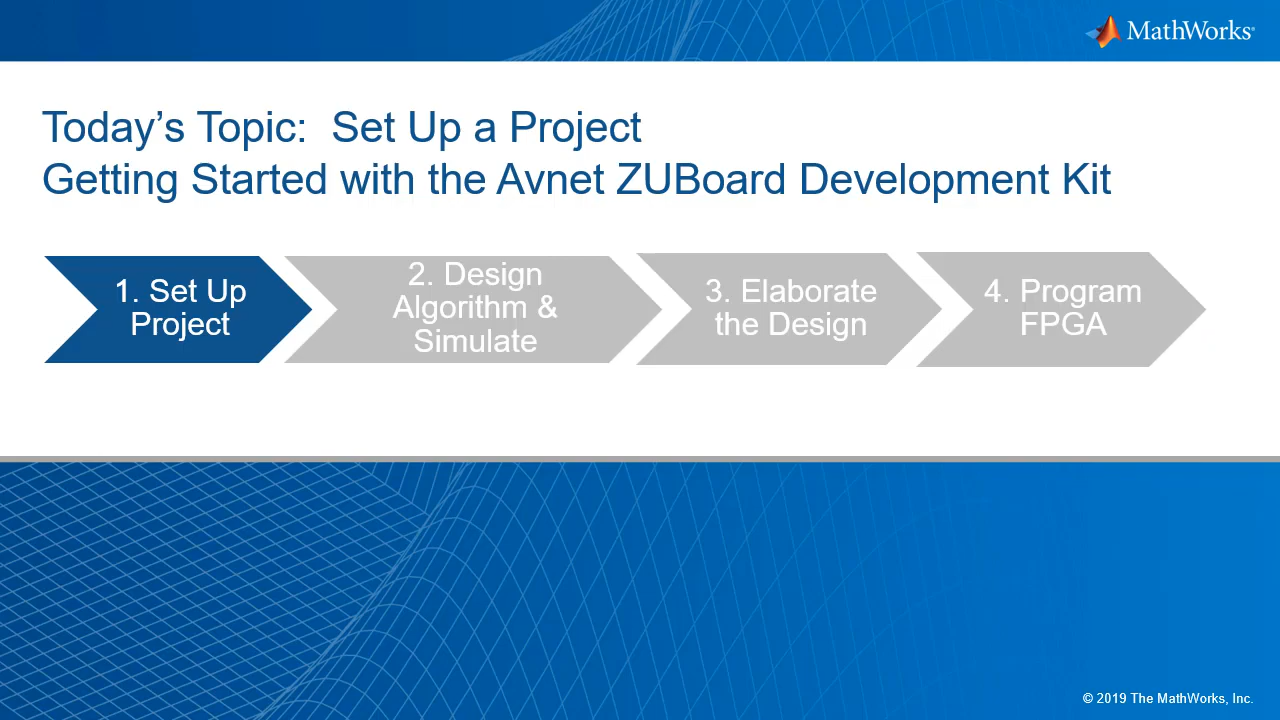 MathWorks®
Today's Topic:  Set Up a Project
Getting Started with the Avnet ZUBoard Development Kit
1. Set Up
Project
2. Design
Algorithm &
Simulate
3. Elaborate
the Design
4. Program
FPGA
© 2019 The MathWorks, Inc.